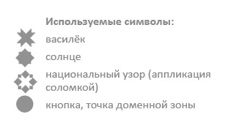 Используемые символы:
василёк
солнце
национальный узор (аппликация
соломкой)
кнопка, точка доменной зоны